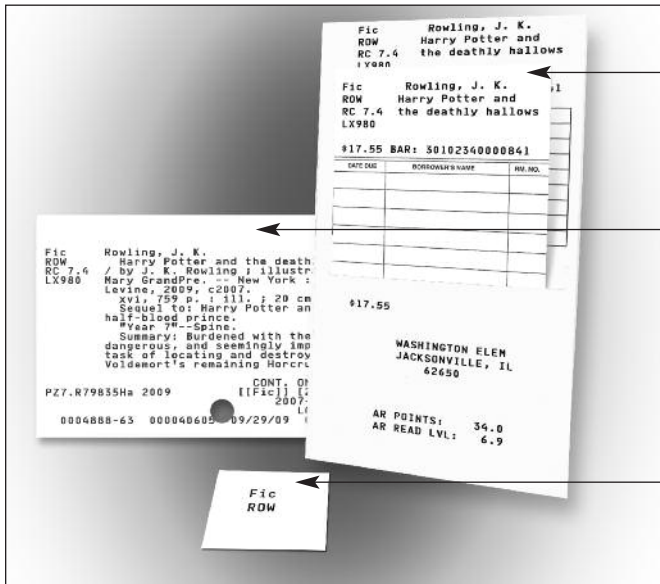 Fic Rowling, J. K.
ROW Harry Potter and
RC 7.4 the deathly hallows
LX980
Fic Rowling, J. K.
ROW Harry Potter and
RC 7.4 the deathly hallows
LX980
$17.55 BAR: 30102340000841
DATE DUE BORROWER'S NAME RM. NO.
$17.55
WASHINGTON ELEM
JACKSONVILLE, IL
62650
AR POINTS: 34.0
AR READ LVL: 6.9
Fic Rowling, J. K.
ROW Harry Potter and the death
RC 7.4 / by J. K. Rowling ; illustr
LX980 Mary GrandPre. -- New York :
Levine, 2009, c2007.
xvi, 759 p. : ill. ; 20 cm
Sequel to: Harry Potter an
half-blood prince.
"Year 7"--Spine.
Summary: Burdened with the
dangerous, and seemingly imp
task of locating and destroy
Voldemort's remaining Horcru
CONT. ON
PZ7.R79835Ha 2009 [[Fic]] [2
2007-
0004888-63 000040605 09/29/09
Fic
ROW